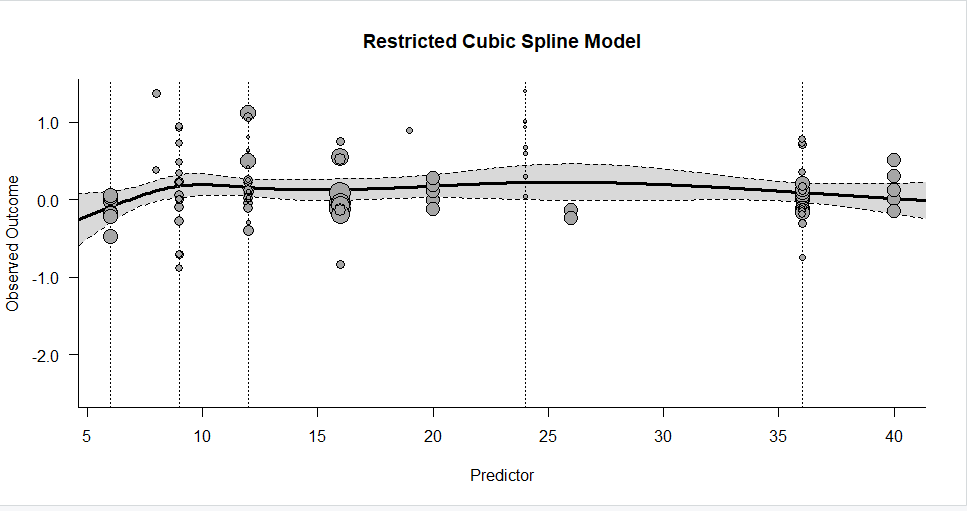 Restricted Cubic Spline Model
Observed Outcome
1.0
0.0
-1.0
-2.0
5 10 15 20 25 30 35 40
Predictor